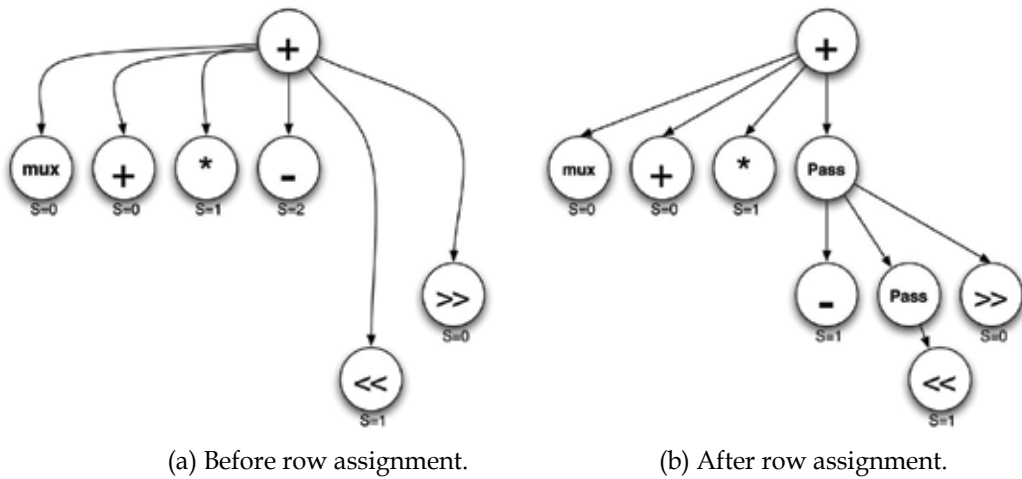 + +
mux + * - mux + * Pass
S=0 S=0 S=1 S=2 S=0 S=0 S=1
>> - Pass >>
S=0 S=1 S=0
<< <<
S=1 S=1
(a) Before row assignment. (b) After row assignment.